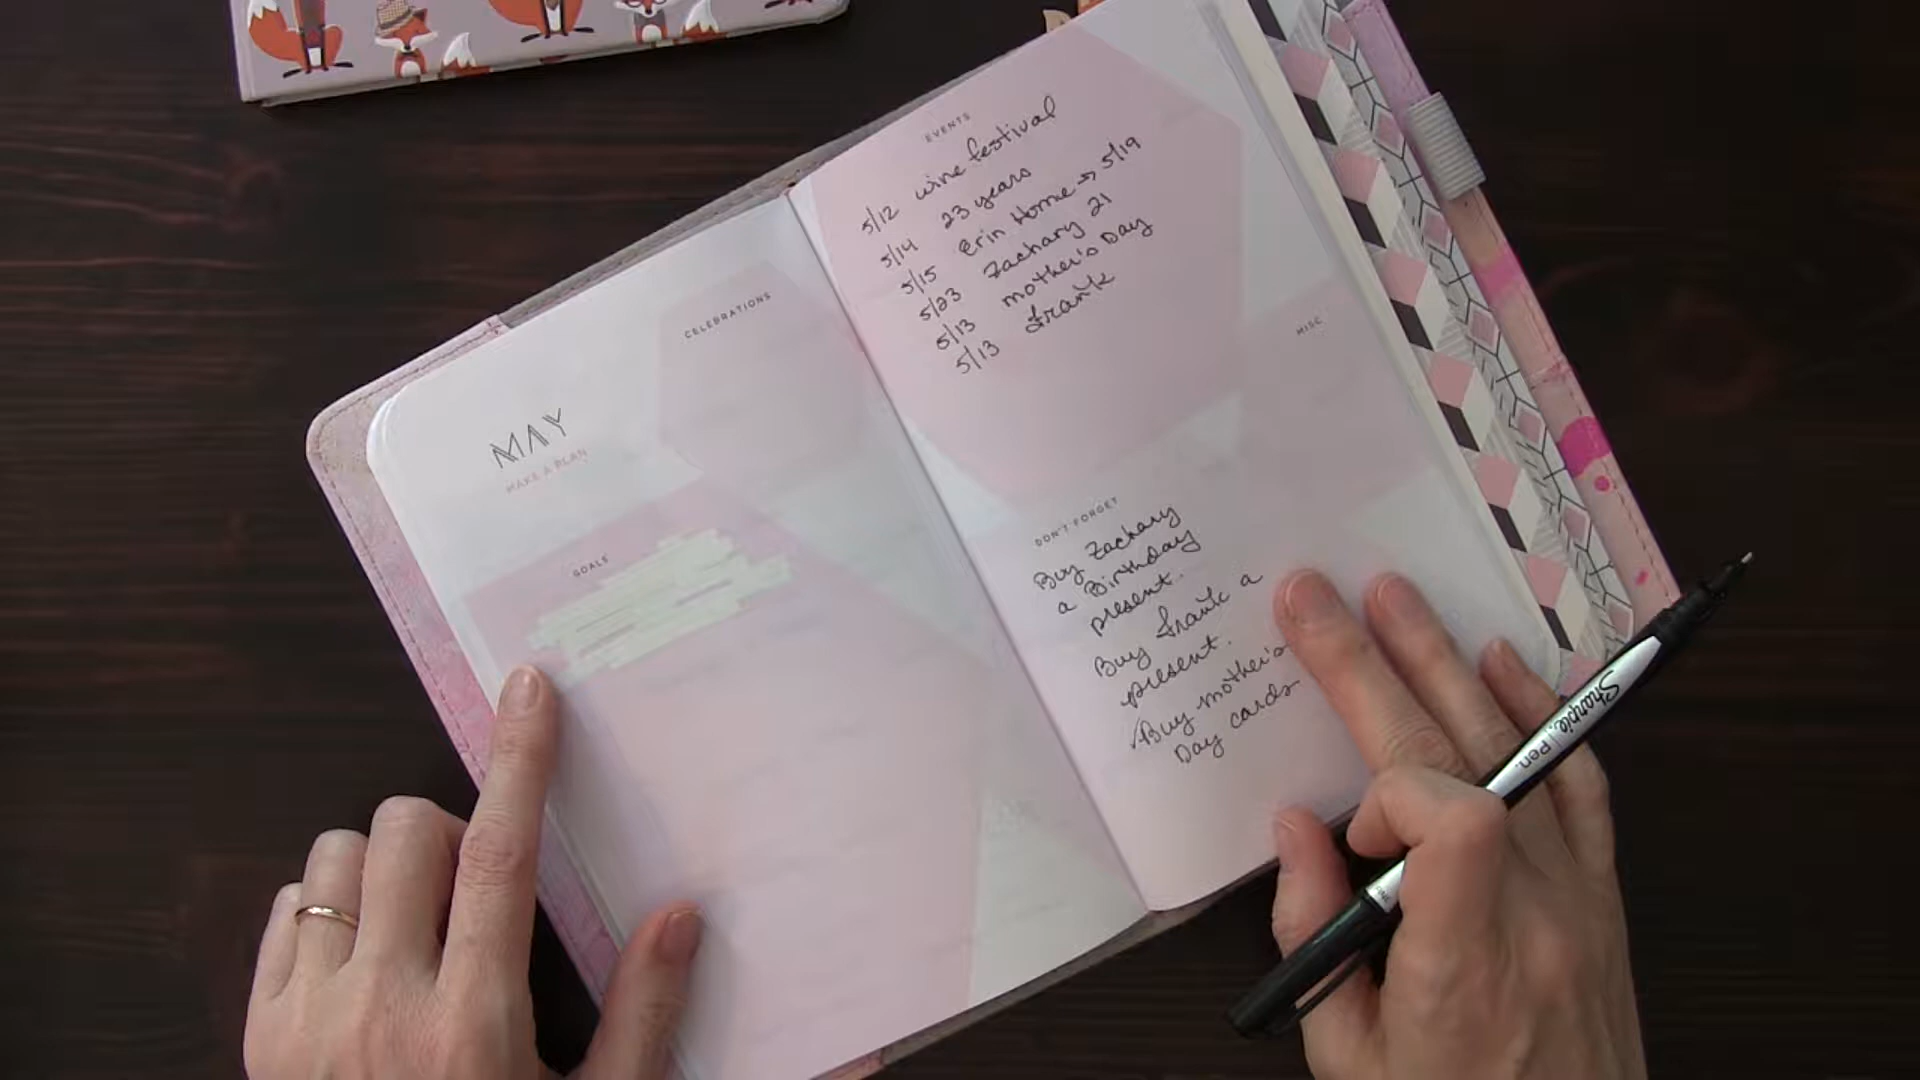 MAY
MAKE A PLAN
CELEBRATIONS
GOALS
EVENTS
5/12 wine festival
5/14 23 years
5/15 Erin Home → 5/19
5/23 Zachary 21
5/13 mother's Day
5/13 Frank
MISC
DON'T FORGET
Buy Zachary
a Birthday
present.
Buy Frank a
present.
✓Buy mother's
Day cards
Sharpie. Pen.